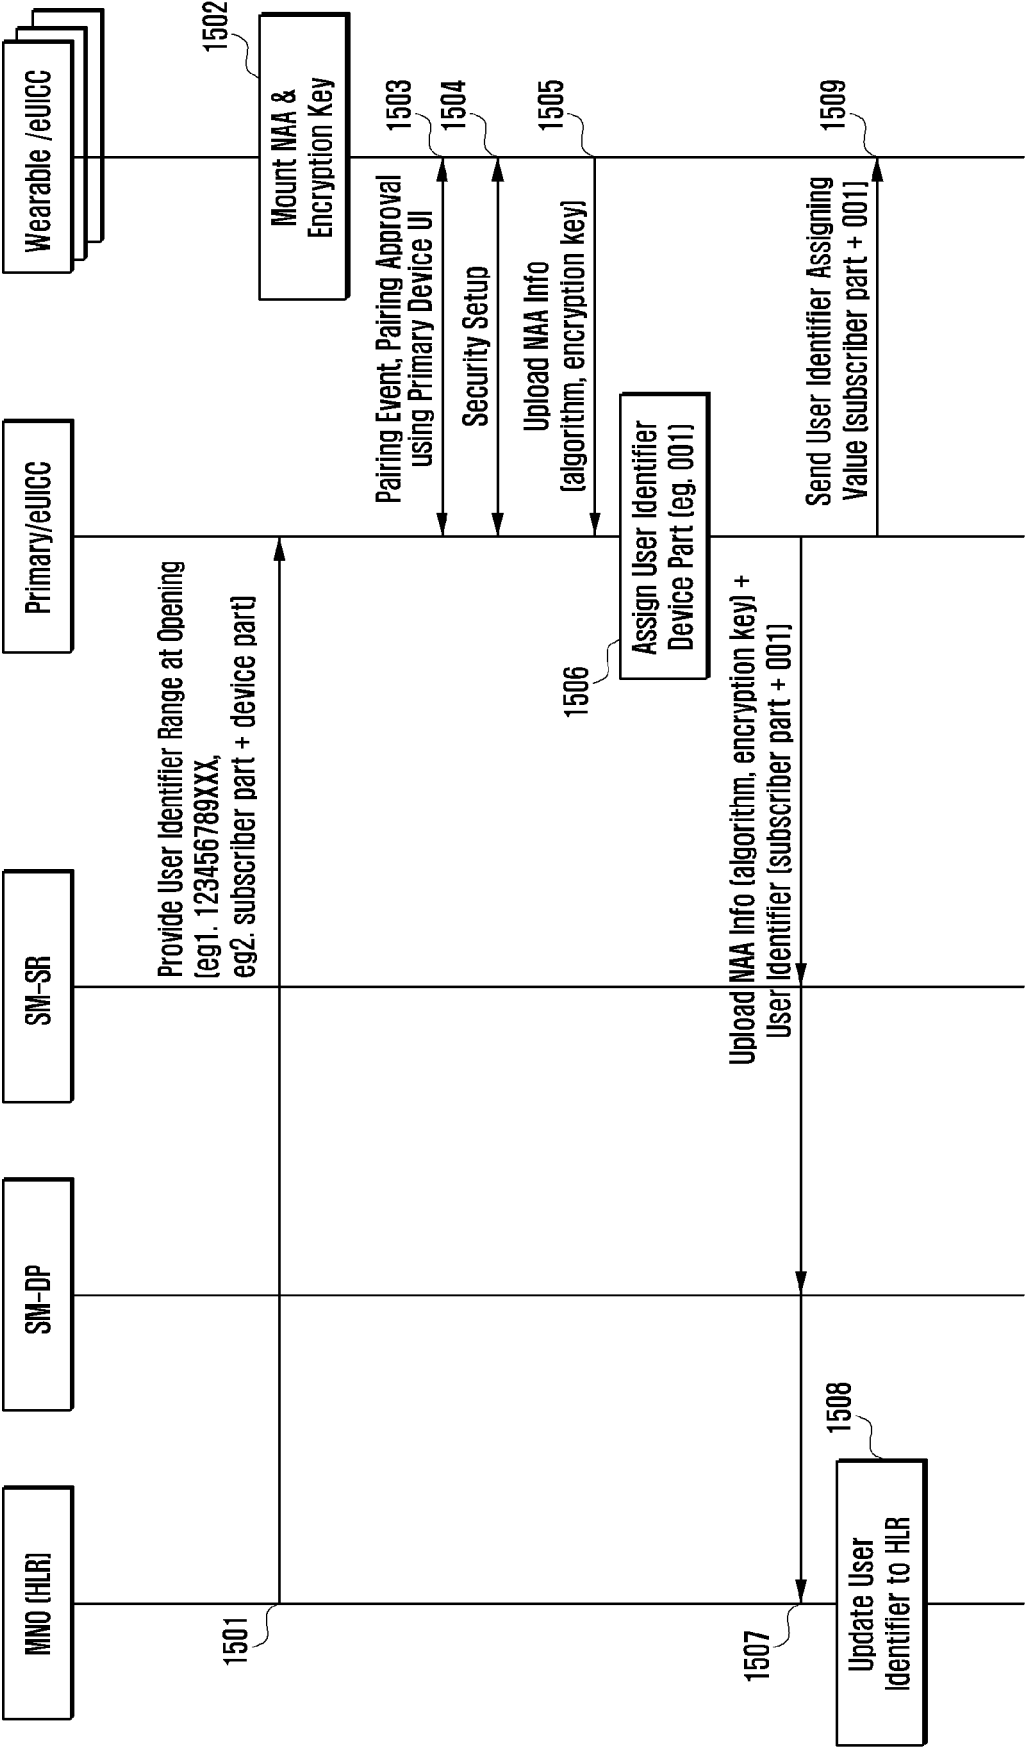 MNO (HLR)
SM-DP
SM-SR
Primary/eUICC
Wearable /eUICC
1501
Provide User Identifier Range at Opening
(eg1. 123456789XXX,
eg2. subscriber part + device part)
1502
Mount NAA &
Encryption Key
Pairing Event, Pairing Approval
using Primary Device UI
1503
Security Setup
1504
Upload NAA Info
(algorithm, encryption key)
1505
1506
Assign User Identifier
Device Part (eg. 001)
1507
Upload NAA Info (algorithm, encryption key) +
User Identifier (subscriber part + 001)
1508
Update User
Identifier to HLR
Send User Identifier Assigning
Value (subscriber part + 001)
1509